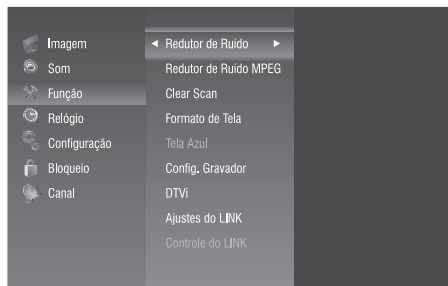 Imagem
Som
Função
Relógio
Configuração
Bloqueio
Canal
Redutor de Ruído
Redutor de Ruído MPEG
Clear Scan
Formato de Tela
Tela Azul
Config. Gravador
DTVi
Ajustes do LINK
Controle do LINK